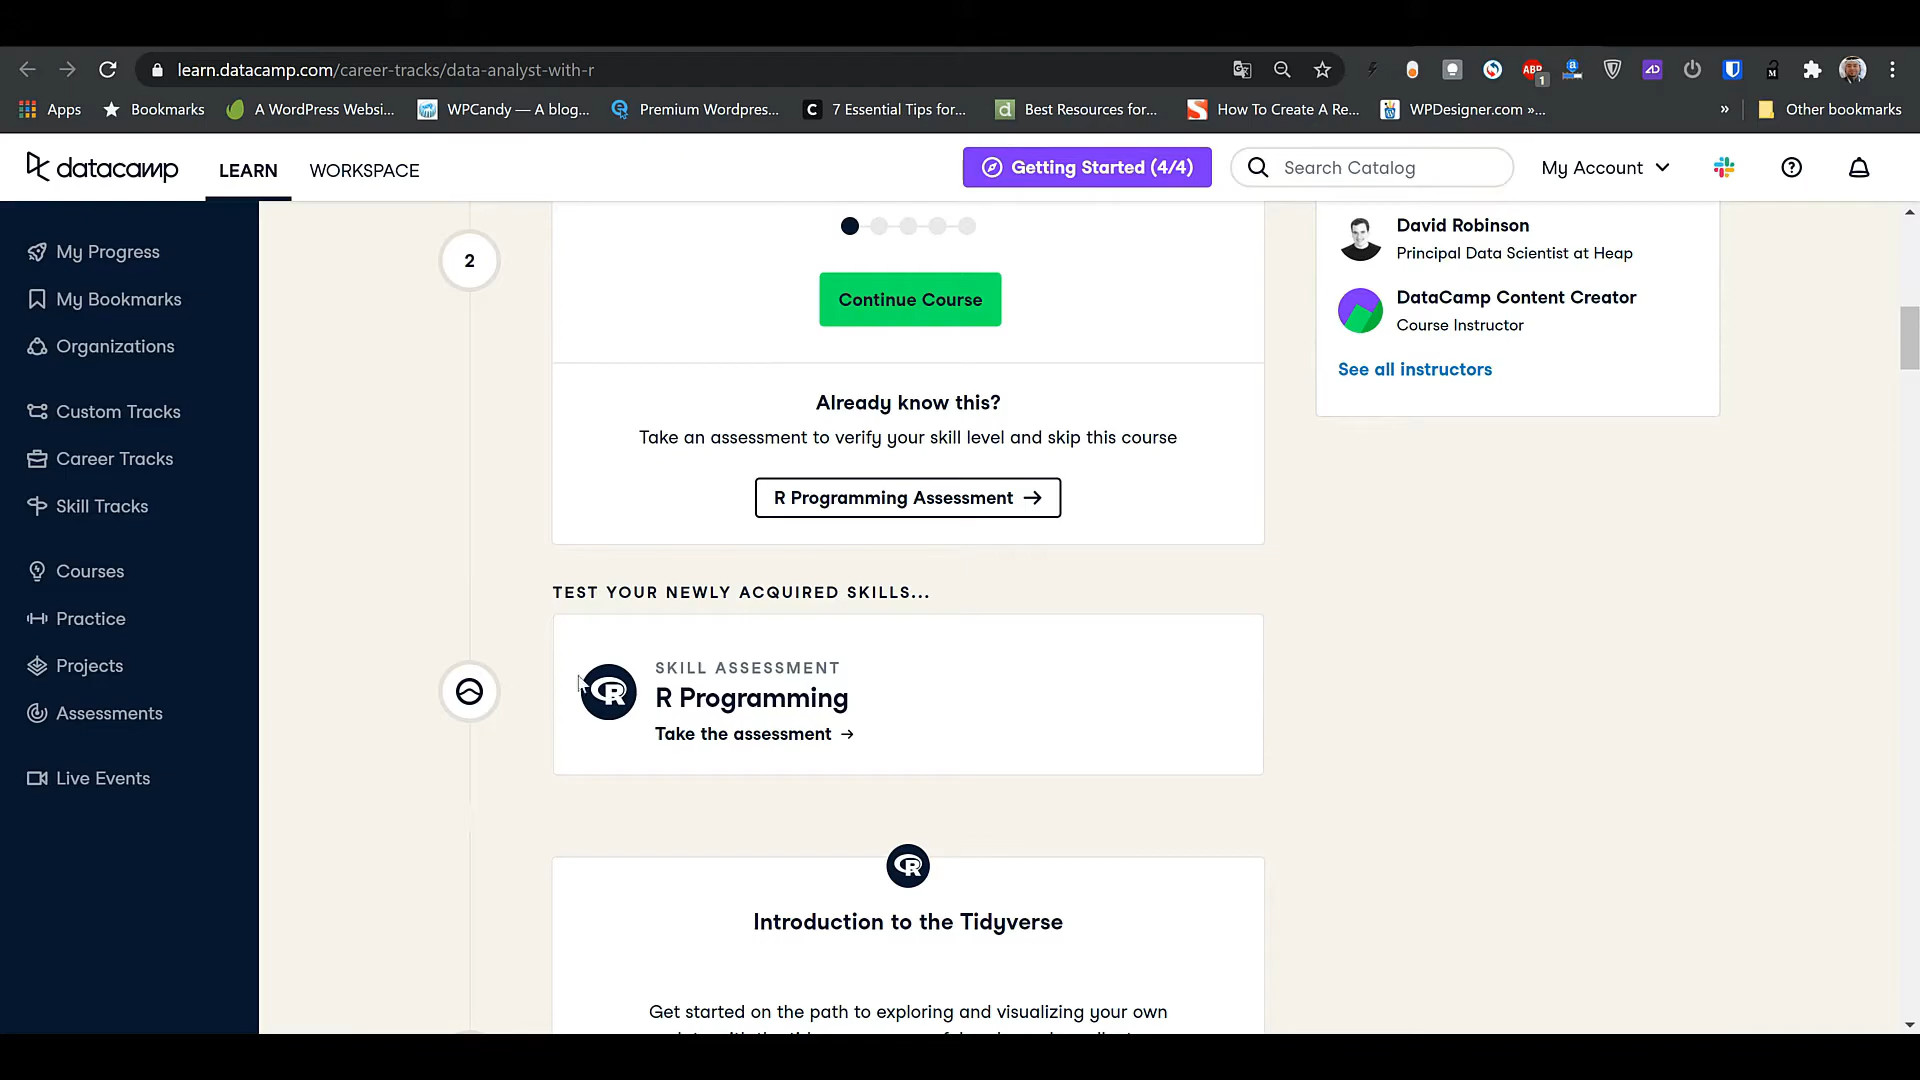 learn.datacamp.com/career-tracks/data-analyst-with-r
ABP
1
a
M
Apps
Bookmarks
A WordPress Websi...
WPCandy — A blog...
Premium Wordpres...
7 Essential Tips for...
Best Resources for...
How To Create A Re...
WPDesigner.com »...
»
Other bookmarks
datacamp
LEARN
WORKSPACE
Getting Started (4/4)
Search Catalog
My Account
My Progress
My Bookmarks
Organizations
Custom Tracks
Career Tracks
Skill Tracks
Courses
Practice
Projects
Assessments
Live Events
2
Continue Course
Already know this?
Take an assessment to verify your skill level and skip this course
R Programming Assessment →
TEST YOUR NEWLY ACQUIRED SKILLS...
R
SKILL ASSESSMENT
R Programming
Take the assessment →
R
Introduction to the Tidyverse
Get started on the path to exploring and visualizing your own
David Robinson
Principal Data Scientist at Heap
DataCamp Content Creator
Course Instructor
See all instructors